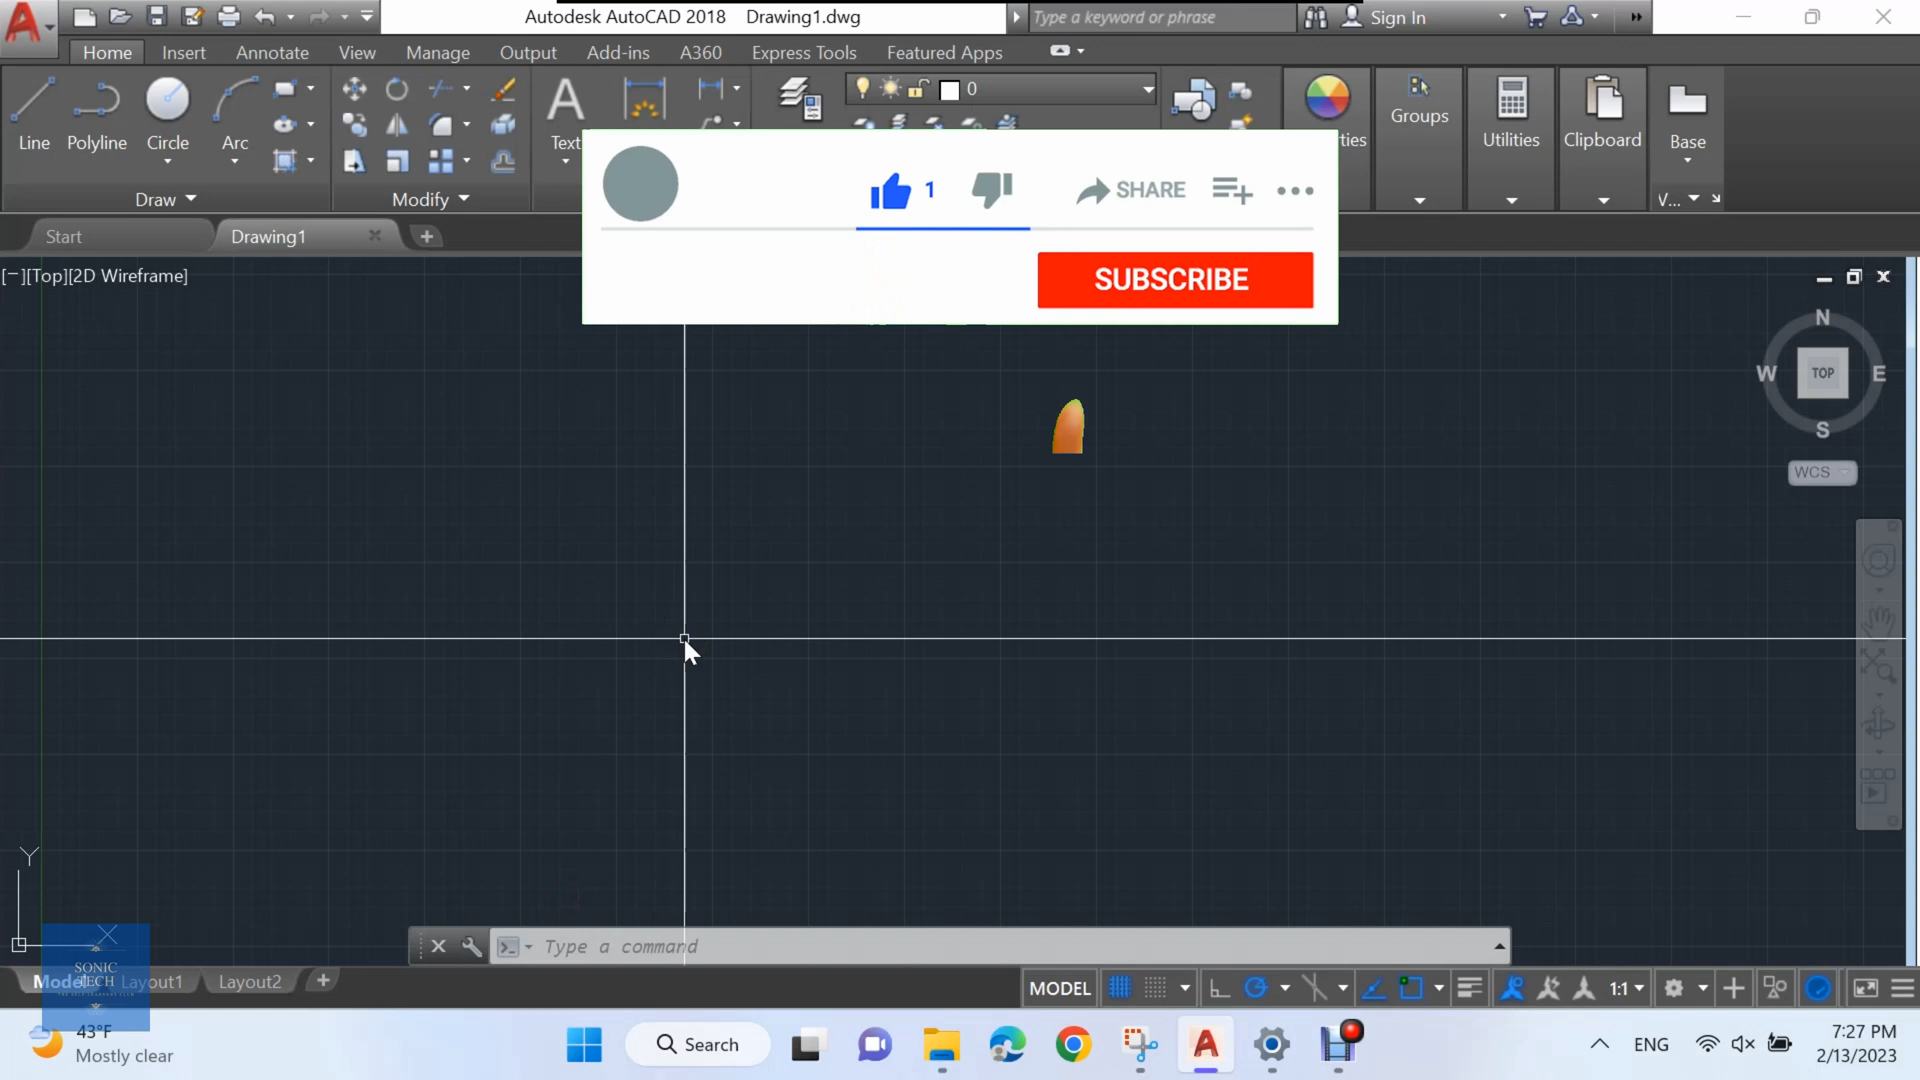 Autodesk AutoCAD 2018 Drawing1.dwg
Type a keyword or phrase
Sign In
Home Insert Annotate View Manage Output Add-ins A360 Express Tools Featured Apps
0
Line Polyline Circle Arc
Text
ties
Groups
Utilities
Clipboard
Base
Draw
Modify
V...
1
SHARE
SUBSCRIBE
Start
Drawing1
[−][Top][2D Wireframe]
N
W
TOP
E
S
WCS
Y
X
Type a command
SONIC
TECH
Model
Layout1
Layout2
MODEL
1:1
43°F
Mostly clear
Search
ENG
7:27 PM
2/13/2023